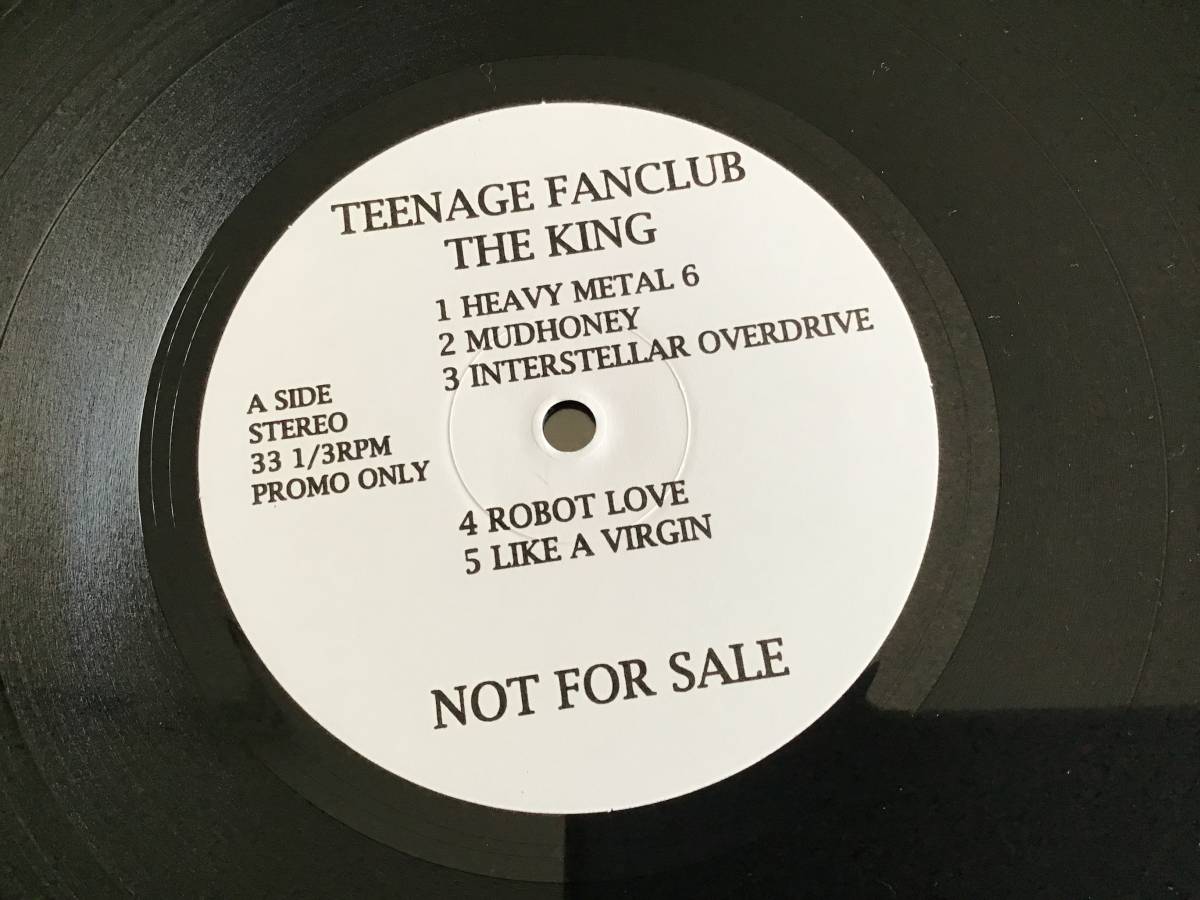 TEENAGE FANCLUB
THE KING
1 HEAVY METAL 6
2 MUDHONEY
3 INTERSTELLAR OVERDRIVE
A SIDE
STEREO
33 1/3RPM
PROMO ONLY
4 ROBOT LOVE
5 LIKE A VIRGIN
NOT FOR SALE